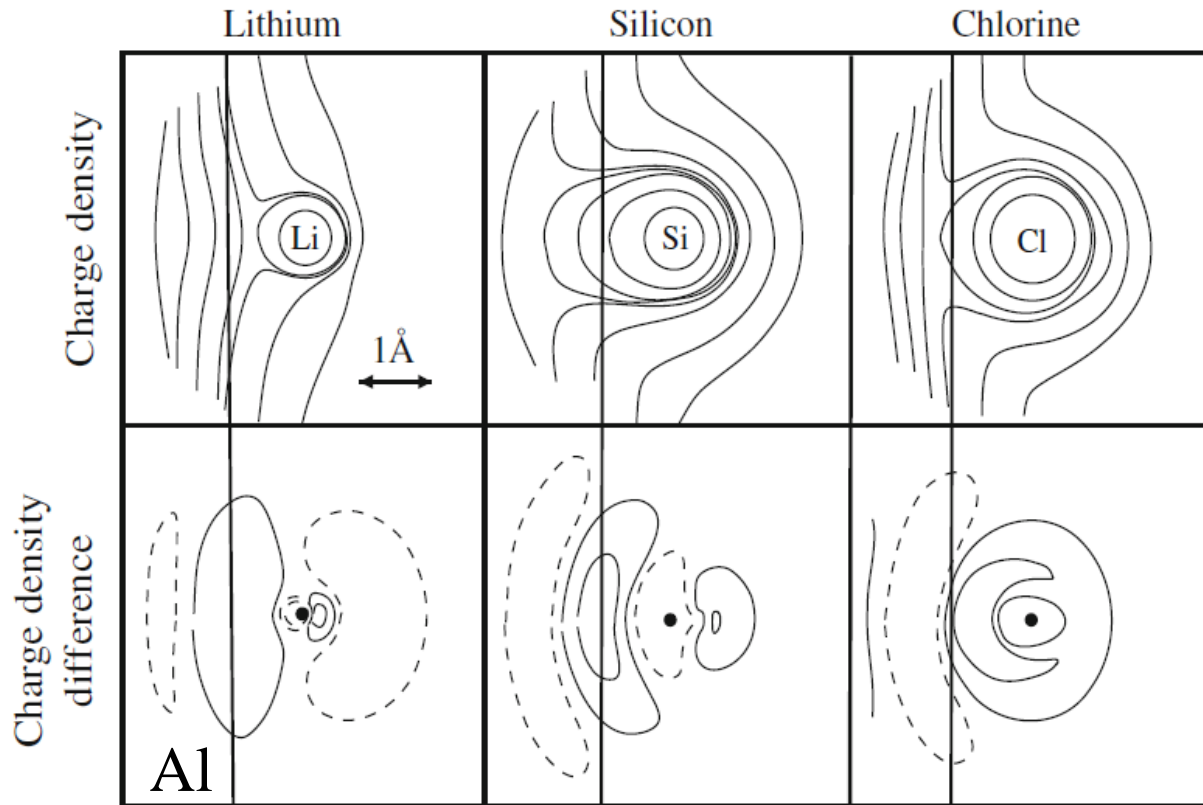 Lithium
Silicon
Chlorine
Charge density
Li
1Å
Si
Cl
Charge density
difference
Al